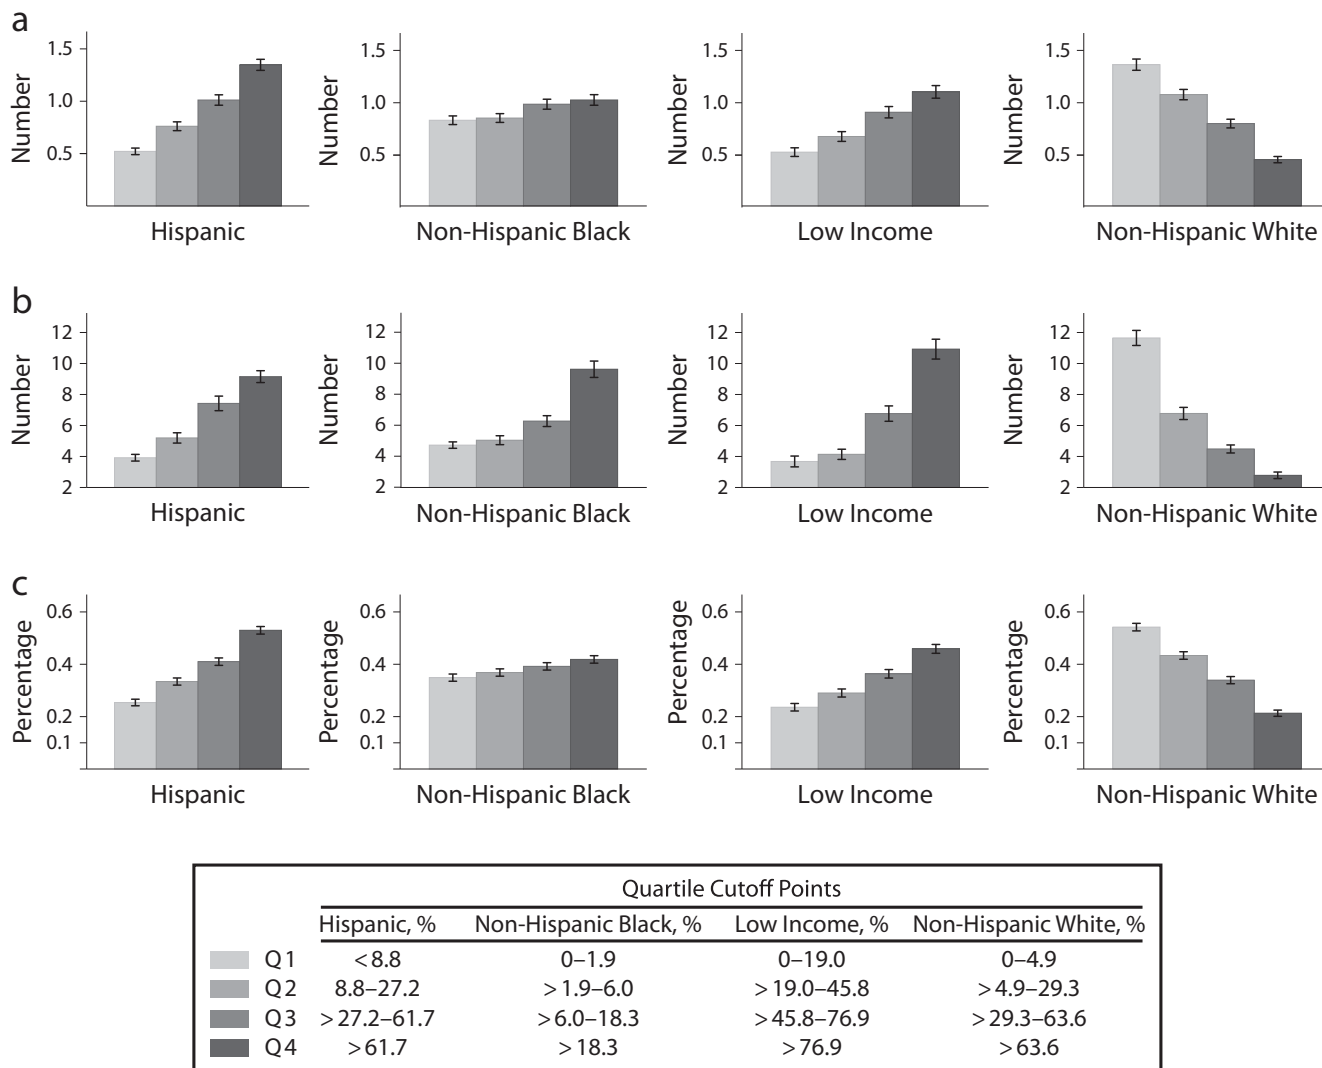 a
Number
1.5
1.0
0.5
Hispanic
Number
1.5
1.0
0.5
Non-Hispanic Black
Number
1.5
1.0
0.5
Low Income
Number
1.5
1.0
0.5
Non-Hispanic White
b
Number
12
10
8
6
4
2
Hispanic
Number
12
10
8
6
4
2
Non-Hispanic Black
Number
12
10
8
6
4
2
Low Income
Number
12
10
8
6
4
2
Non-Hispanic White
c
Percentage
0.6
0.4
0.2
0.1
Hispanic
Percentage
0.6
0.4
0.2
0.1
Non-Hispanic Black
Percentage
0.6
0.4
0.2
0.1
Low Income
Percentage
0.6
0.4
0.2
0.1
Non-Hispanic White
Quartile Cutoff Points
Hispanic, % Non-Hispanic Black, % Low Income, % Non-Hispanic White, %
Q1 <8.8 0–1.9 0–19.0 0–4.9
Q2 8.8–27.2 >1.9–6.0 >19.0–45.8 >4.9–29.3
Q3 >27.2–61.7 >6.0–18.3 >45.8–76.9 >29.3–63.6
Q4 >61.7 >18.3 >76.9 >63.6